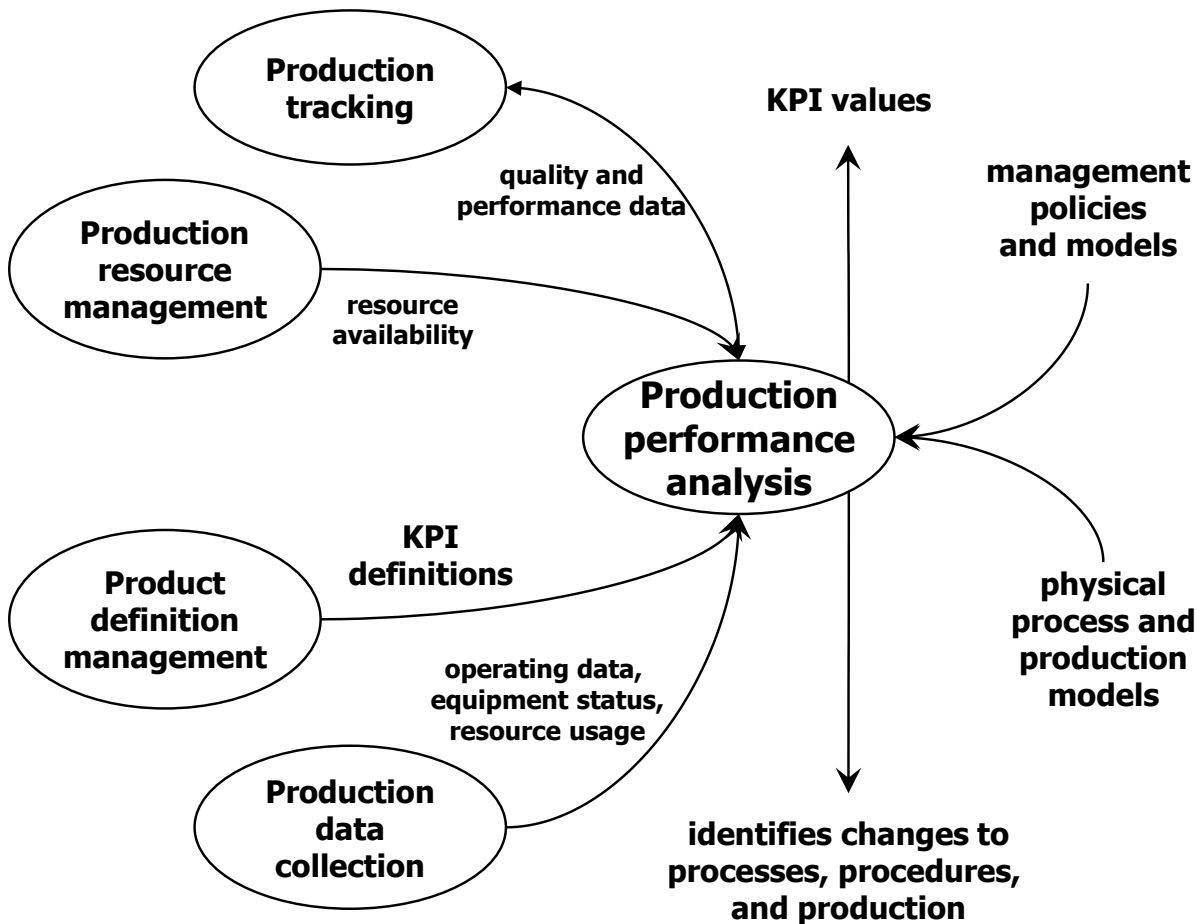 Production
tracking
KPI values
quality and
performance data
management
policies
and models
Production
resource
management
resource
availability
Production
performance
analysis
KPI
definitions
Product
definition
management
physical
process and
production
models
operating data,
equipment status,
resource usage
Production
data
collection
identifies changes to
processes, procedures,
and production